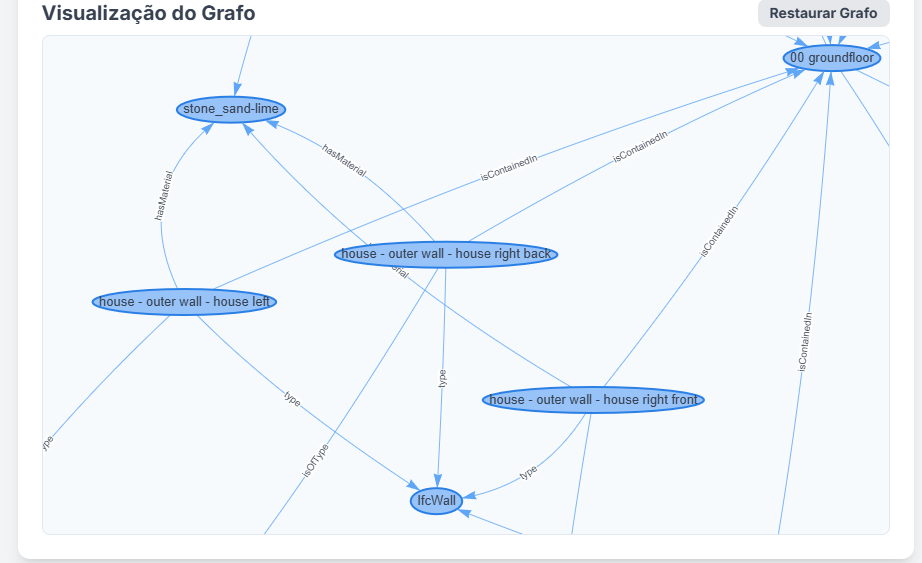 Visualização do Grafo
Restaurar Grafo
00 groundfloor
stone_sand-lime
hasMaterial
isContainedIn
isContainedIn
hasMaterial
isContainedIn
house - outer wall - house right back
house - outer wall - house left
isContainedIn
type
type
house - outer wall - house right front
isOfType
type
IfcWall